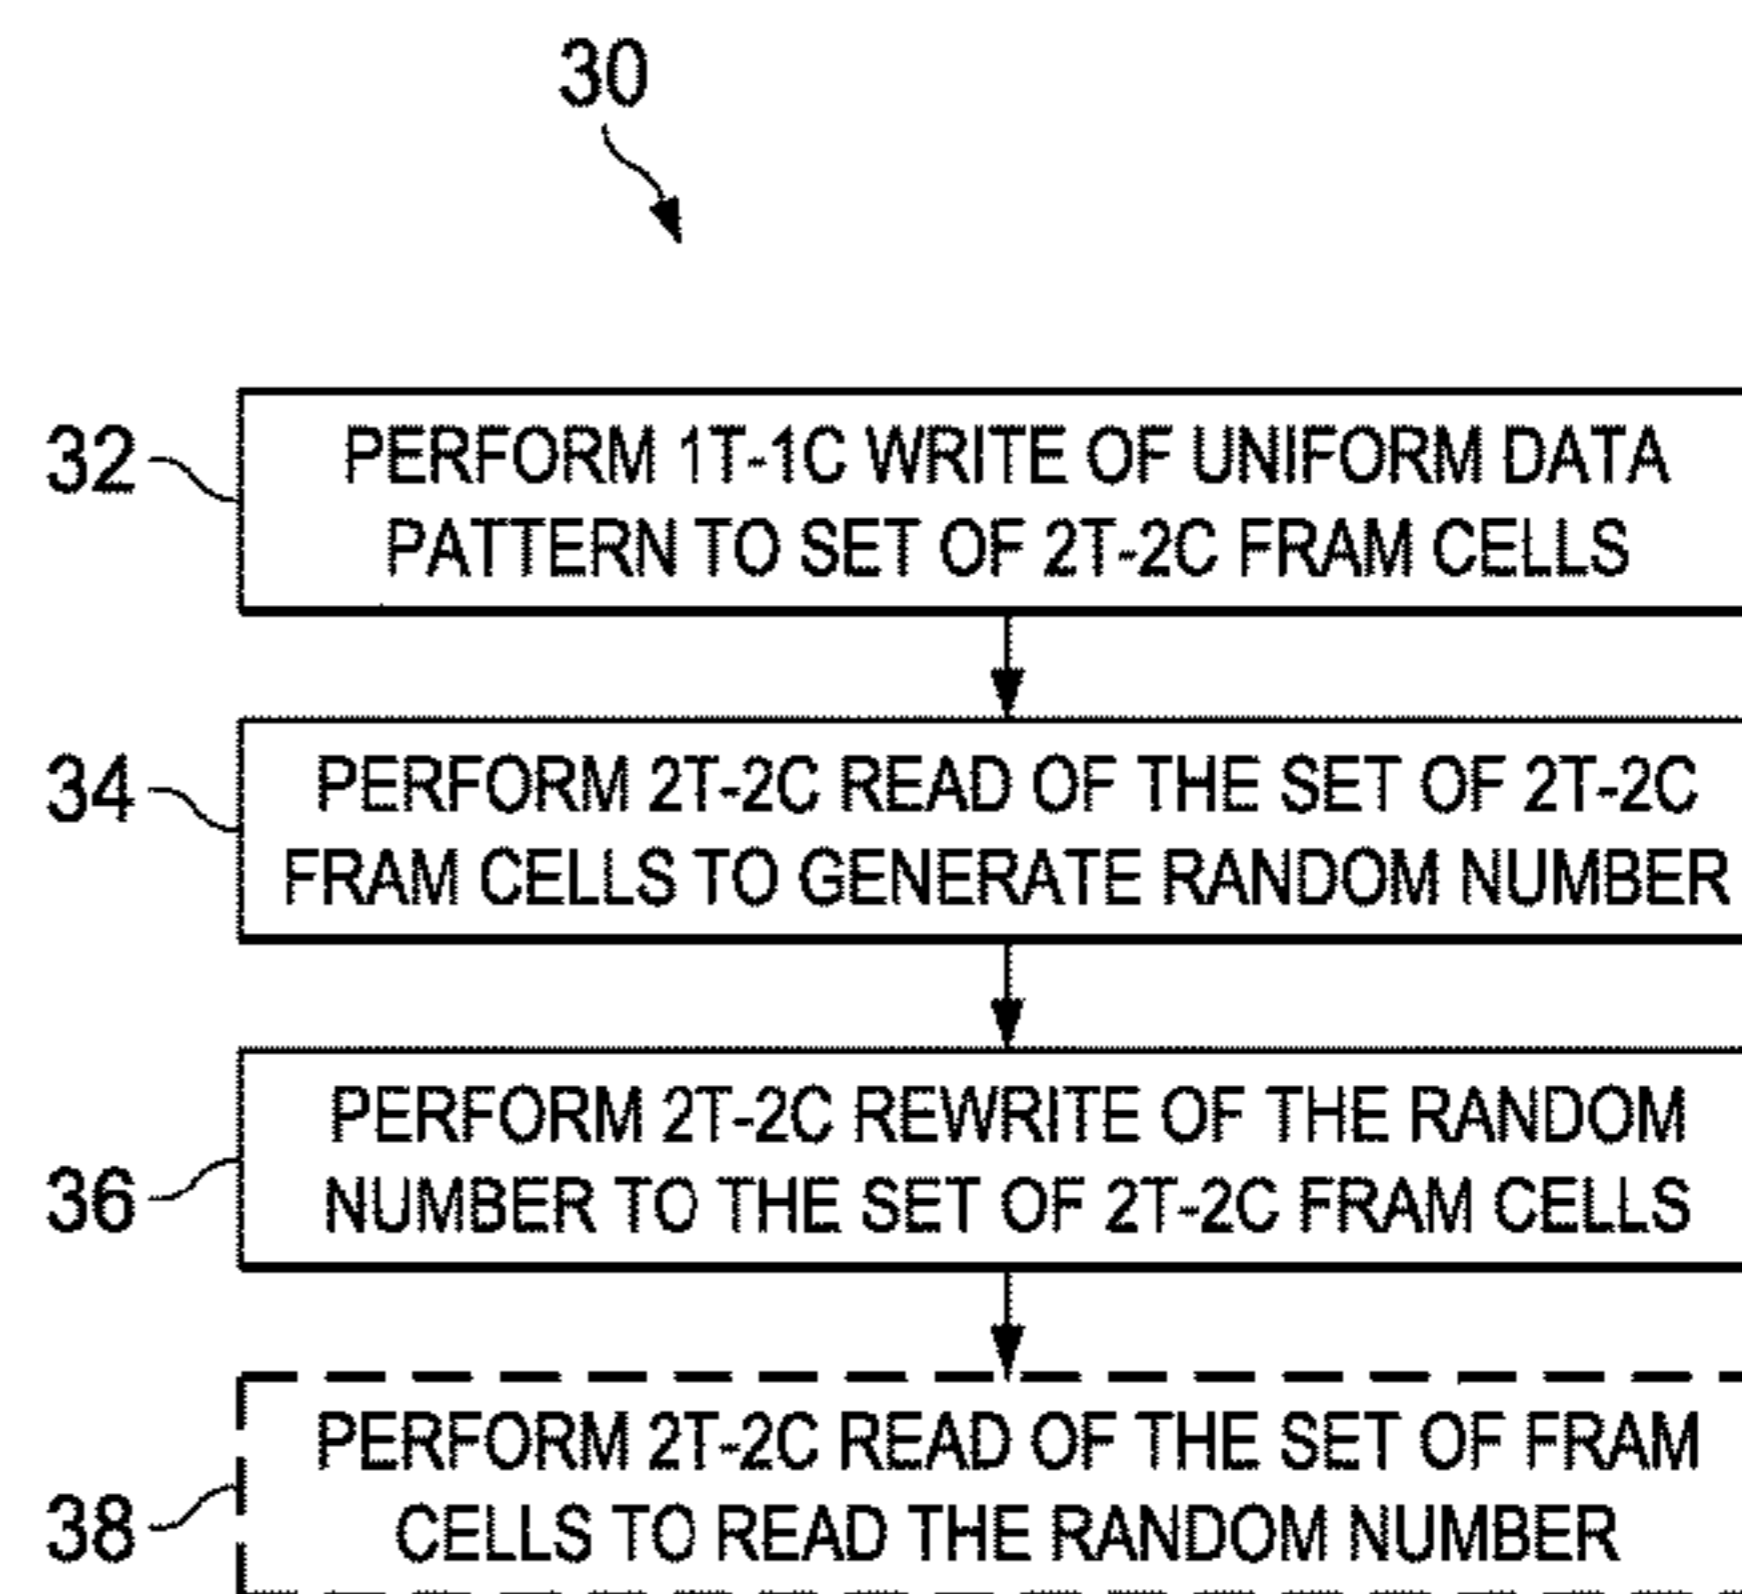 30
32
PERFORM 1T-1C WRITE OF UNIFORM DATA
PATTERN TO SET OF 2T-2C FRAM CELLS
34
PERFORM 2T-2C READ OF THE SET OF 2T-2C
FRAM CELLS TO GENERATE RANDOM NUMBER
36
PERFORM 2T-2C REWRITE OF THE RANDOM
NUMBER TO THE SET OF 2T-2C FRAM CELLS
38
PERFORM 2T-2C READ OF THE SET OF FRAM
CELLS TO READ THE RANDOM NUMBER